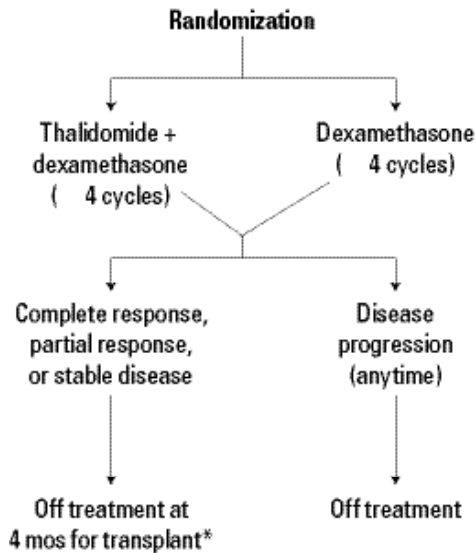 Randomization
Thalidomide +
dexamethasone
( 4 cycles)
Dexamethasone
( 4 cycles)
Complete response,
partial response,
or stable disease
Disease
progression
(anytime)
Off treatment at
4 mos for transplant*
Off treatment